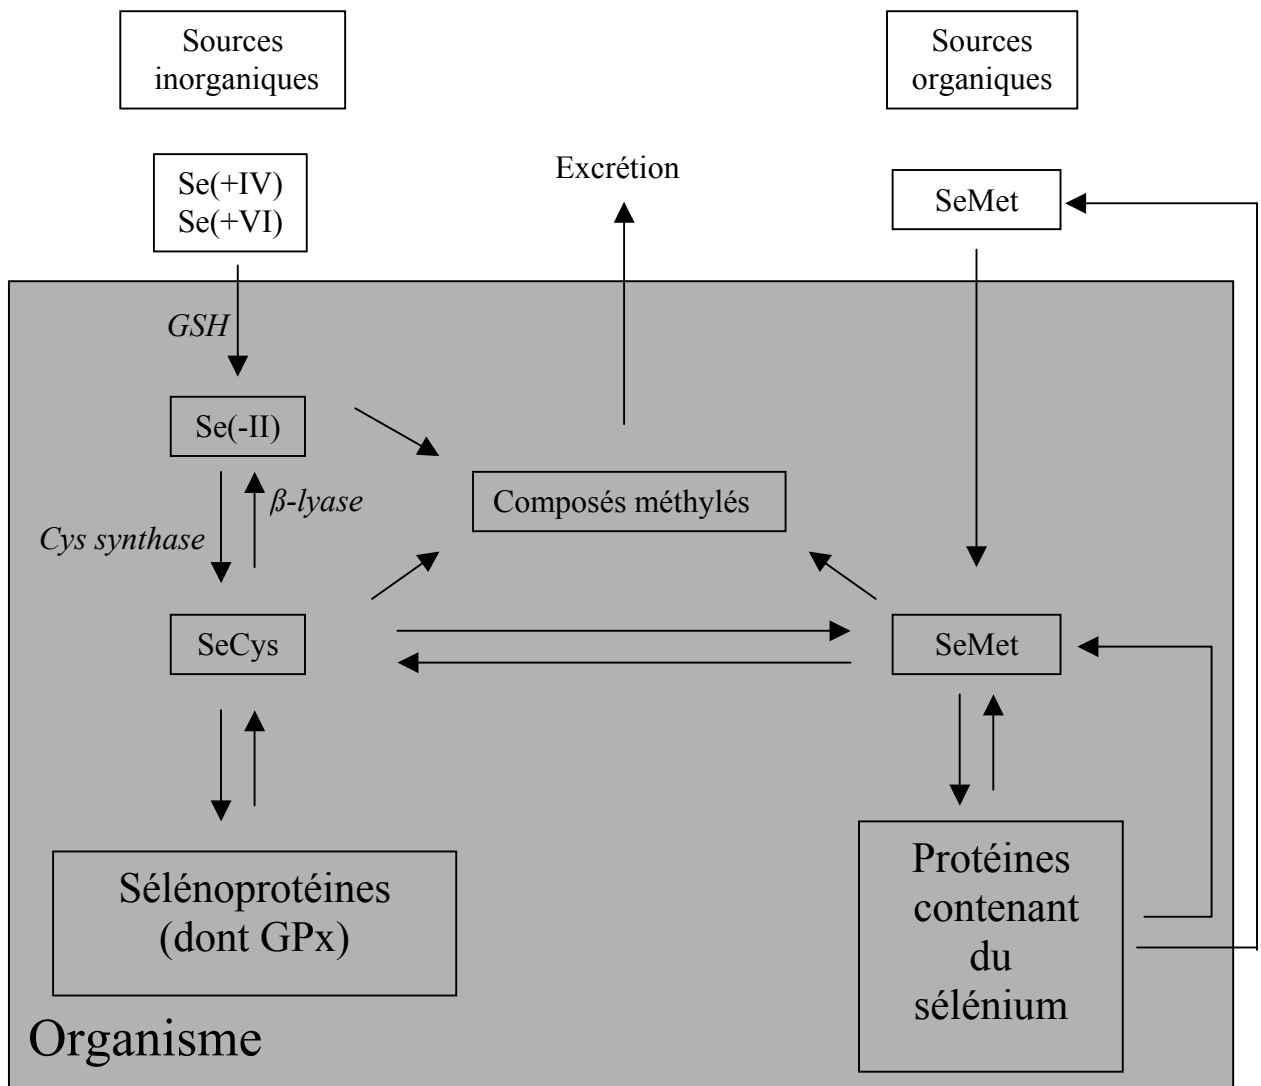 Sources
inorganiques
Sources
organiques
Excrétion
Se(+IV)
Se(+VI)
SeMet
GSH
Se(-II)
Composés méthylés
ß-lyase
Cys synthase
SeCys
SeMet
Sélénoprotéines
(dont GPx)
Protéines
contenant
du
sélénium
Organisme